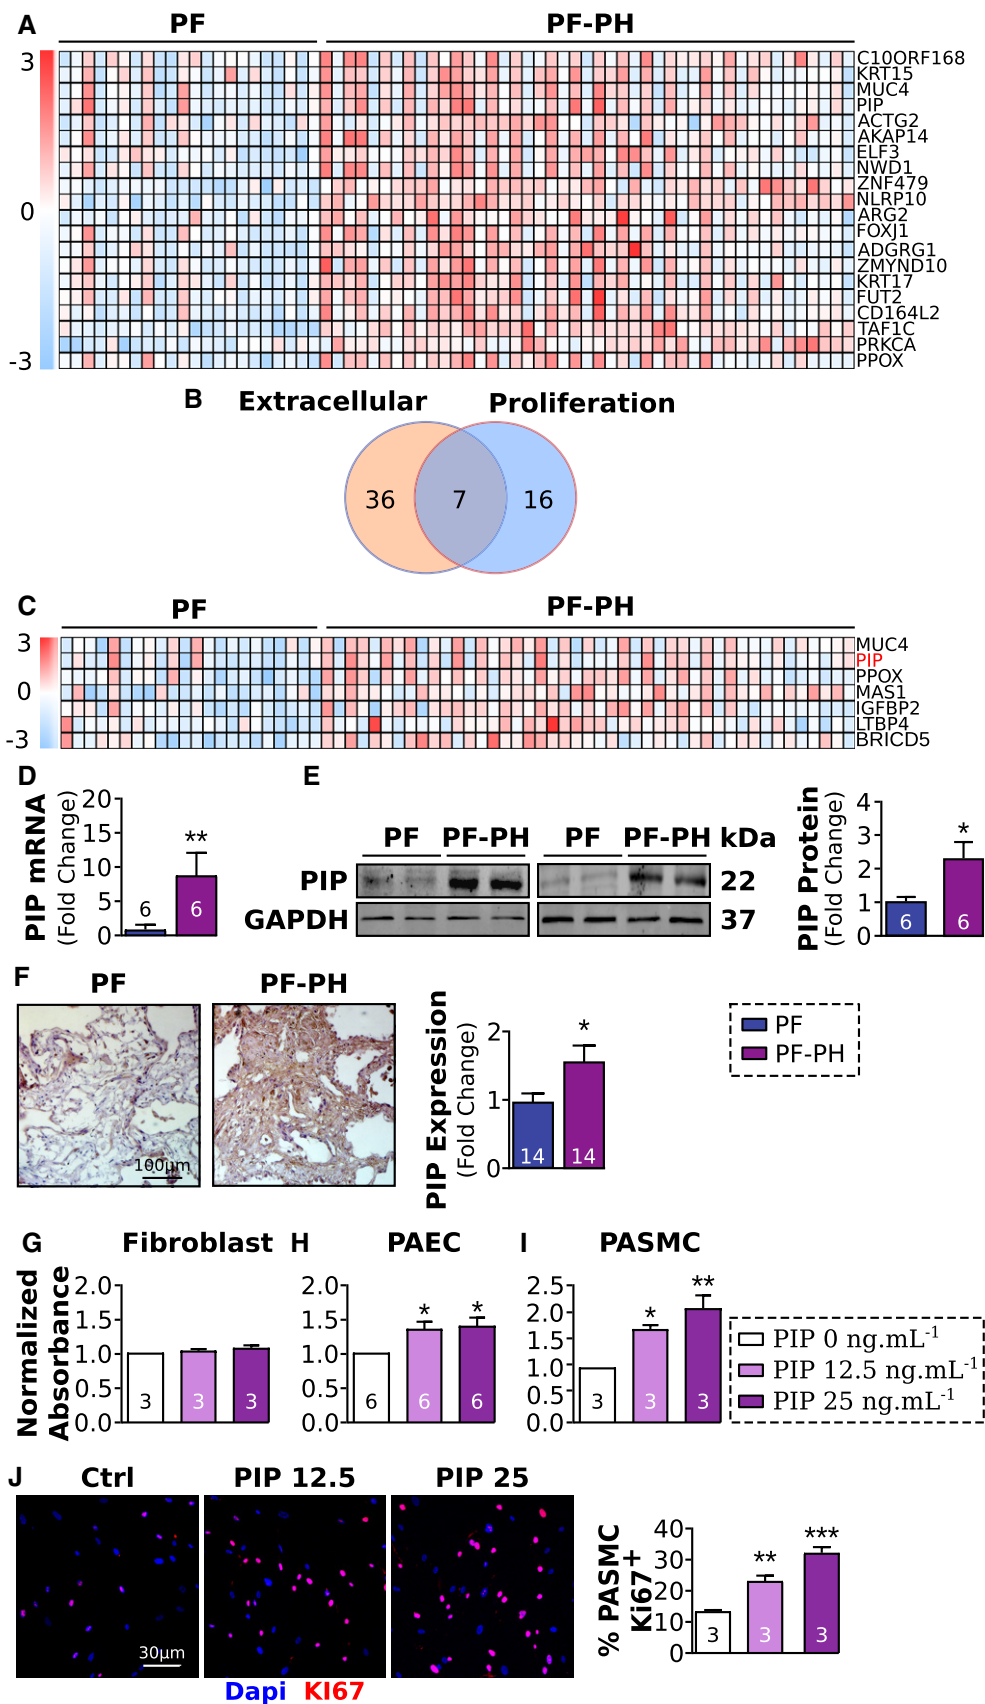 A PF PF-PH
3
0
-3
C10ORF168
KRT15
MUC4
PIP
ACTG2
AKAP14
ELF3
NWD1
ZNF479
NLRP10
ARG2
FOXJ1
ADGRG1
ZMYND10
KRT17
FUT2
CD164L2
TAF1C
PRKCA
PPOX
B Extracellular Proliferation
36 7 16
C PF PF-PH
3
0
-3
MUC4
PIP
PPOX
MAS1
IGFBP2
LTBP4
BRICD5
D
PIP mRNA
(Fold Change)
20
15
10
5
0
**
6 6
E
PF PF-PH PF PF-PH kDa
PIP 22
GAPDH 37
PIP Protein
(Fold Change)
4
3
2
1
0
*
6 6
F
PF PF-PH
100µm
PIP Expression
(Fold Change)
2
1
0
*
14 14
PF
PF-PH
G Fibroblast
Normalized
Absorbance
2.0
1.5
1.0
0.5
0.0
3 3 3
H PAEC
2.0
1.5
1.0
0.5
0.0
* *
6 6 6
I PASMC
2.5
2.0
1.5
1.0
0.5
0.0
* **
3 3 3
PIP 0 ng.mL-1
PIP 12.5 ng.mL-1
PIP 25 ng.mL-1
J Ctrl PIP 12.5 PIP 25
30µm
Dapi KI67
% PASMC
Ki67+
40
30
20
10
0
** ***
3 3 3